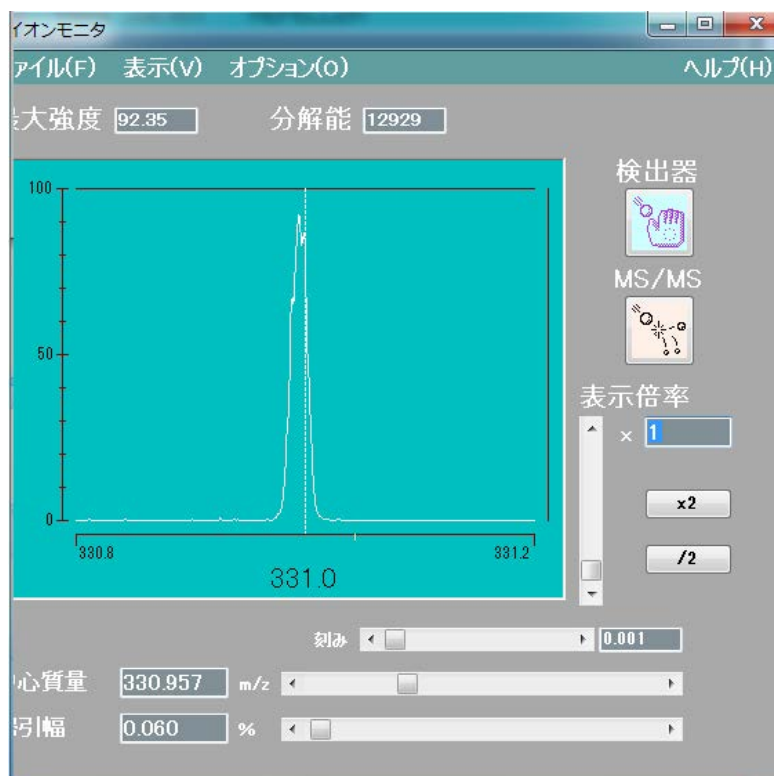 イオンモニタ
ァイル(F) 表示(V) オプション(O) ヘルプ(H)
最大強度 92.35 分解能 12929
検出器
MS/MS
表示倍率
× 1
x2
/2
100
50
0
330.8 331.2
331.0
刻み 0.001
中心質量 330.957 m/z
掃引幅 0.060 %